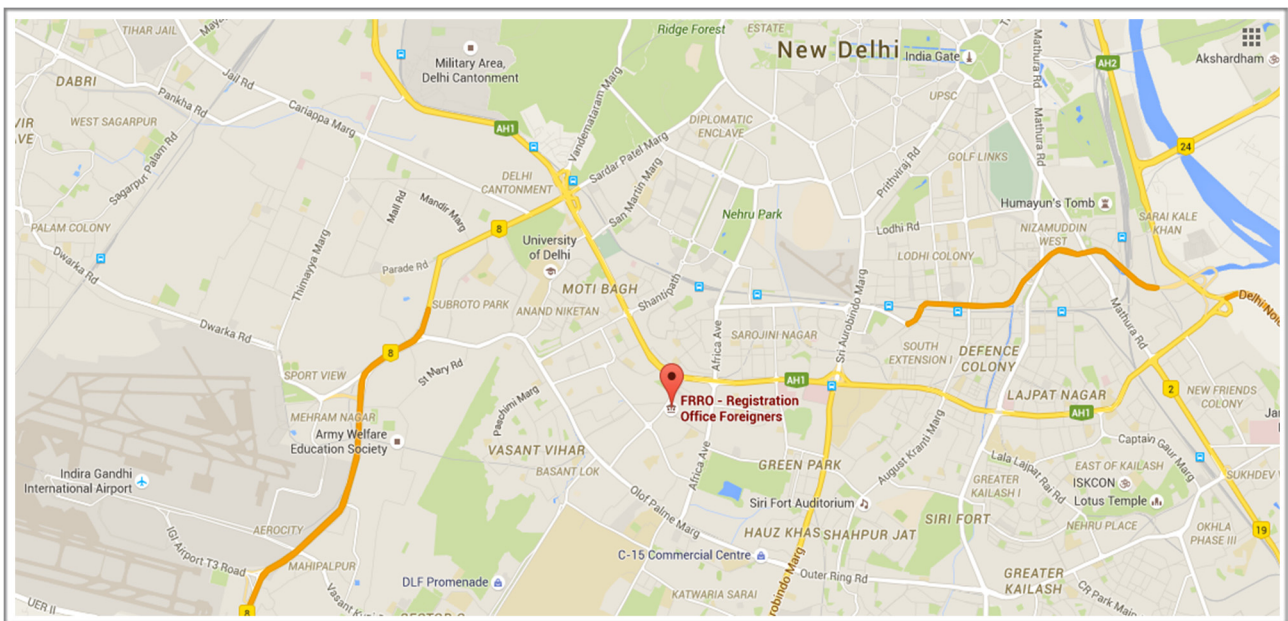 TIHAR JAIL
Ridge Forest
ESTATE
New Delhi
India Gate
Mathura Rd
AH2
Akshardham
Military Area,
Delhi Cantonment
DABRI
Jail Rd
Pankha Rd
Cariappa Marg
UPSC
Mathura Rd
WEST SAGARPUR
AH1
Vandemataram Marg
DIPLOMATIC
ENCLAVE
24
Sagarpur Palam Rd
Sardar Patel Marg
Prithviraj Rd
GOLF LINKS
DELHI
CANTONMENT
San Martin Marg
Mall Rd
Mandir Marg
Nehru Park
Humayun's Tomb
SARAI KALE
KHAN
PALAM COLONY
8
Lodhi Rd
NIZAMUDDIN
WEST
University
of Delhi
Dwarka Rd
Thimayya Marg
Parade Rd
LODHI COLONY
MOTI BAGH
Shantipath
SUBROTO PARK
ANAND NIKETAN
Sri Aurobindo Marg
Mathura Rd
Dwarka Rd
Africa Ave
SAROJINI NAGAR
SOUTH
EXTENSION I
DEFENCE
COLONY
8
St Mary Rd
SPORT VIEW
AH1
2
NEW FRIENDS
COLONY
FRRO - Registration
Office Foreigners
LAJPAT NAGAR
AH1
MEHRAM NAGAR
Paschimi Marg
Army Welfare
Education Society
VASANT VIHAR
BASANT LOK
Africa Ave
GREEN PARK
August Kranti Marg
Captain Gaur Marg
Lala Lajpat Rai Rd
EAST OF KAILASH
ISKCON
Lotus Temple
SUKHDEV
Indira Gandhi
International Airport
GREATER
KAILASH I
Olof Palme Marg
Siri Fort Auditorium
SIRI FORT
NEHRU PLACE
OKHLA
PHASE III
19
AEROCITY
HAUZ KHAS
SHAHPUR JAT
IGI Airport T3 Road
C-15 Commercial Centre
MAHIPALPUR
Outer Ring Rd
GREATER
KAILASH
DLF Promenade
KATWARIA SARAI
CR Park Main
UER II
8